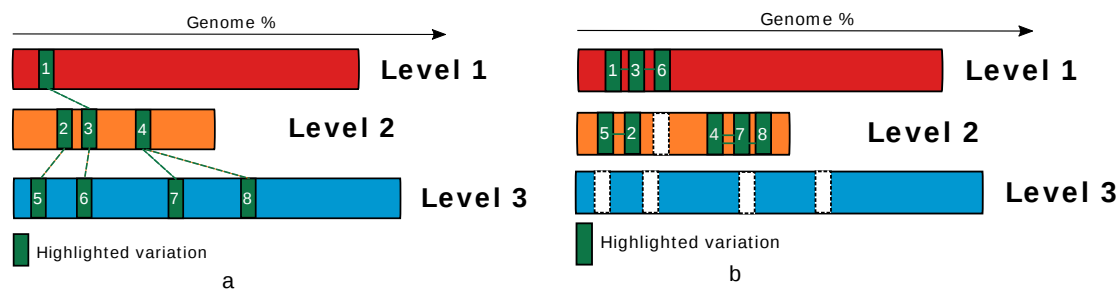 Genome %
1
Level 1
2 3 4
Level 2
5 6 7 8
Level 3
Highlighted variation
a
Genome %
1 3 6
Level 1
5 2 4 7 8
Level 2
Level 3
Highlighted variation
b